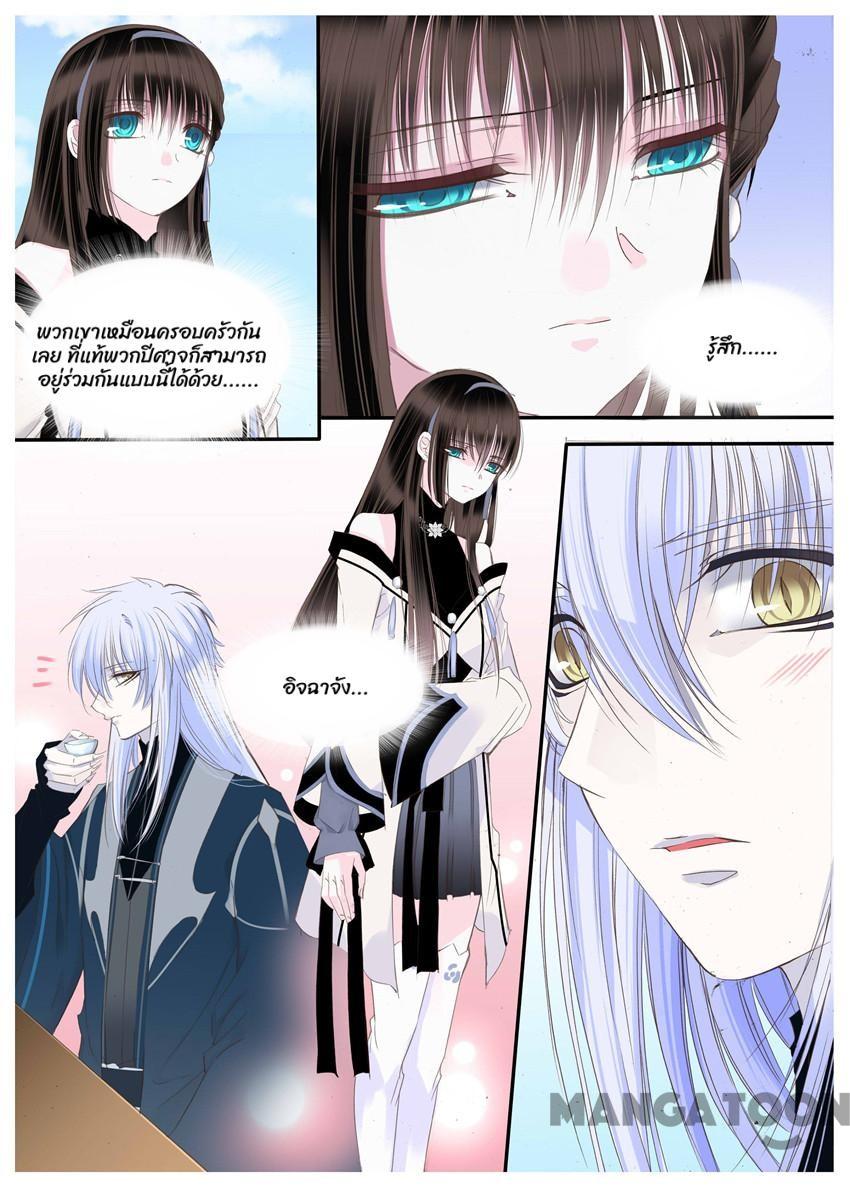 พวกเขาเหมือนครอบครัวกัน
เลย ที่แท้พวกปีศาจก็สามารถ
อยู่ร่วมกันแบบนี้ได้ด้วย......
รู้สึก......
อิจฉาจัง...
MANGATOON